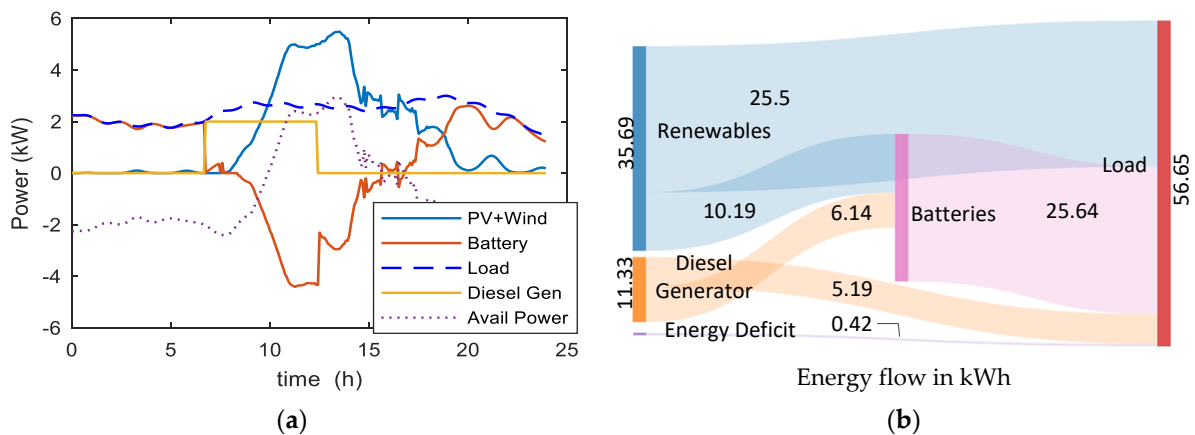 6
4
2
0
-2
-4
-6
Power (kW)
0
5
10
15
20
25
time (h)
PV+Wind
Battery
Load
Diesel Gen
Avail Power
(a)
35.69
Renewables
25.5
10.19
11.33
Diesel
Generator
6.14
Batteries
25.64
Load
56.65
5.19
Energy Deficit
0.42
Energy flow in kWh
(b)